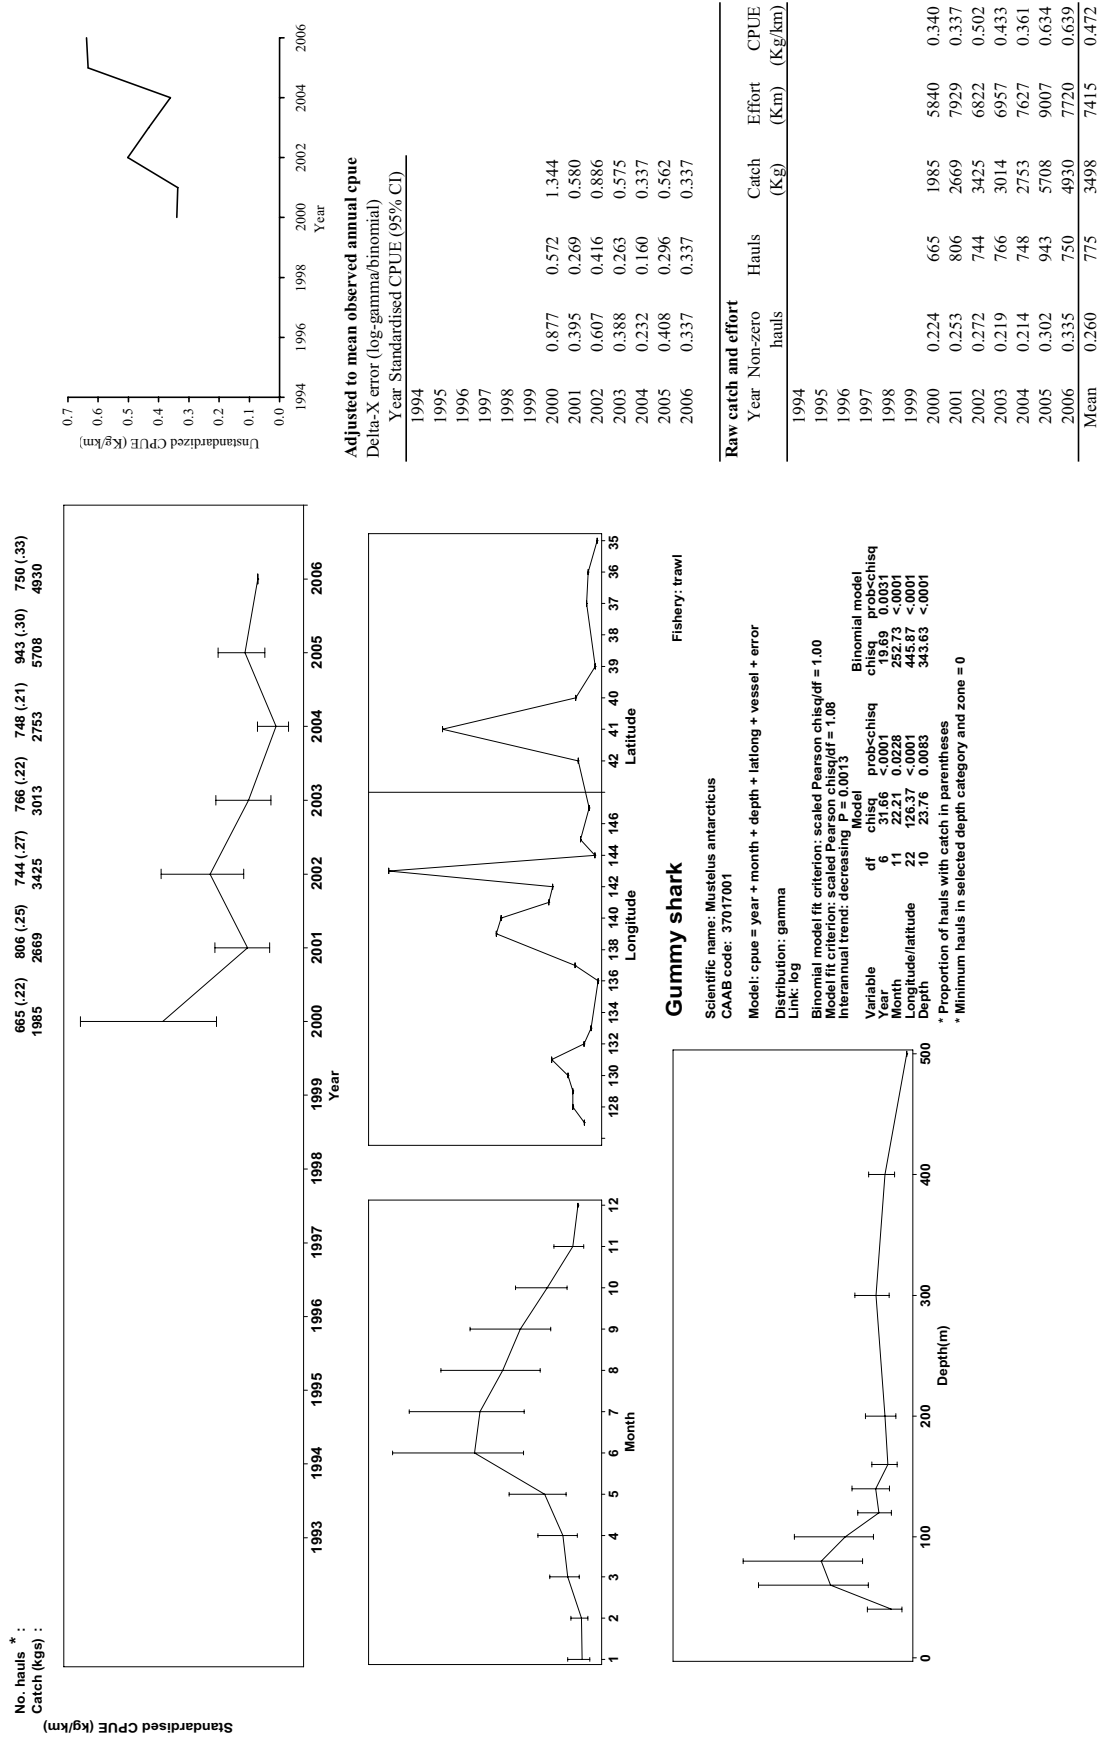 No. hauls * : 665 (.22) 806 (.25) 744 (.27) 766 (.22) 748 (.21) 943 (.30) 750 (.33)
Catch (kgs) : 1985 2669 3425 3013 2753 5708 4930
Standardised CPUE (kg/km)
1993 1994 1995 1996 1997 1998 1999 2000 2001 2002 2003 2004 2005 2006
Year
1 2 3 4 5 6 7 8 9 10 11 12
Month
128 130 132 134 136 138 140 142 144 146 42 41 40 39 38 37 36 35
Longitude Latitude
0 100 200 300 400 500
Depth(m)
Gummy shark
Fishery: trawl
Scientific name: Mustelus antarcticus
CAAB code: 37017001
Model: cpue = year + month + depth + latlong + vessel + error
Distribution: gamma
Link: log
Binomial model fit criterion: scaled Pearson chisq/df = 1.00
Model fit criterion: scaled Pearson chisq/df = 1.08
Interannual trend: decreasing P = 0.0013
Model Binomial model
Variable df chisq prob<chisq chisq prob<chisq
Year 6 31.66 <.0001 19.69 0.0031
Month 11 22.21 0.0228 252.73 <.0001
Longitude/latitude 22 126.37 <.0001 445.87 <.0001
Depth 10 23.76 0.0083 343.63 <.0001
* Proportion of hauls with catch in parentheses
* Minimum hauls in selected depth category and zone = 0
Unstandardized CPUE (Kg/km)
0.7
0.6
0.5
0.4
0.3
0.2
0.1
0.0
1994 1996 1998 2000 2002 2004 2006
Year
Adjusted to mean observed annual cpue
Delta-X error (log-gamma/binomial)
Year Standardised CPUE (95% CI)
1994
1995
1996
1997
1998
1999
2000 0.877 0.572 1.344
2001 0.395 0.269 0.580
2002 0.607 0.416 0.886
2003 0.388 0.263 0.575
2004 0.232 0.160 0.337
2005 0.408 0.296 0.562
2006 0.337 0.337 0.337
Raw catch and effort
Year Non-zero Hauls Catch Effort CPUE
hauls (Kg) (Km) (Kg/km)
1994
1995
1996
1997
1998
1999
2000 0.224 665 1985 5840 0.340
2001 0.253 806 2669 7929 0.337
2002 0.272 744 3425 6822 0.502
2003 0.219 766 3014 6957 0.433
2004 0.214 748 2753 7627 0.361
2005 0.302 943 5708 9007 0.634
2006 0.335 750 4930 7720 0.639
Mean 0.260 775 3498 7415 0.472